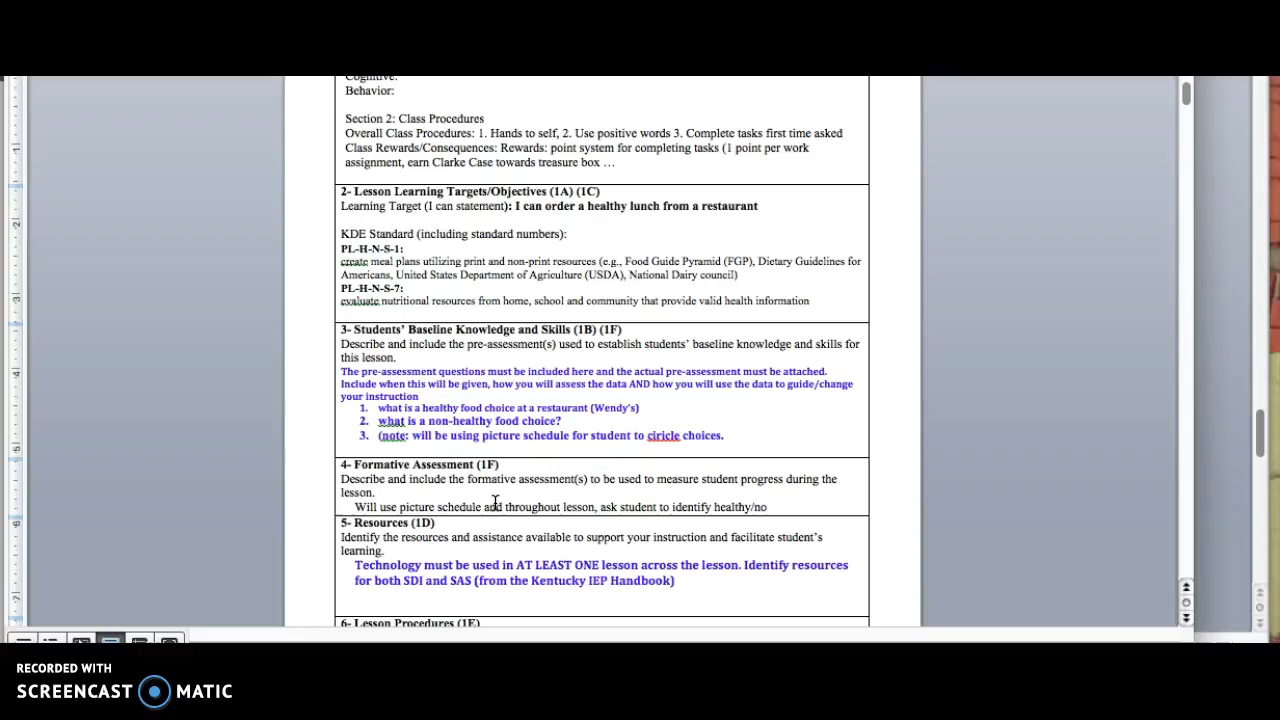 Cognitive:
Behavior:
Section 2: Class Procedures
Overall Class Procedures: 1. Hands to self, 2. Use positive words 3. Complete tasks first time asked
Class Rewards/Consequences: Rewards: point system for completing tasks (1 point per work
assignment, earn Clarke Case towards treasure box …
2- Lesson Learning Targets/Objectives (1A) (1C)
Learning Target (I can statement): I can order a healthy lunch from a restaurant
KDE Standard (including standard numbers):
PL-H-N-S-1:
create meal plans utilizing print and non-print resources (e.g., Food Guide Pyramid (FGP), Dietary Guidelines for
Americans, United States Department of Agriculture (USDA), National Dairy council)
PL-H-N-S-7:
evaluate nutritional resources from home, school and community that provide valid health information
3- Students’ Baseline Knowledge and Skills (1B) (1F)
Describe and include the pre-assessment(s) used to establish students’ baseline knowledge and skills for
this lesson.
The pre-assessment questions must be included here and the actual pre-assessment must be attached.
Include when this will be given, how you will assess the data AND how you will use the data to guide/change
your instruction
1. what is a healthy food choice at a restaurant (Wendy’s)
2. what is a non-healthy food choice?
3. (note: will be using picture schedule for student to ciricle choices.
4- Formative Assessment (1F)
Describe and include the formative assessment(s) to be used to measure student progress during the
lesson.
Will use picture schedule and throughout lesson, ask student to identify healthy/no
5- Resources (1D)
Identify the resources and assistance available to support your instruction and facilitate student’s
learning.
Technology must be used in AT LEAST ONE lesson across the lesson. Identify resources
for both SDI and SAS (from the Kentucky IEP Handbook)
6- Lesson Procedures (1E)
RECORDED WITH
SCREENCAST MATIC